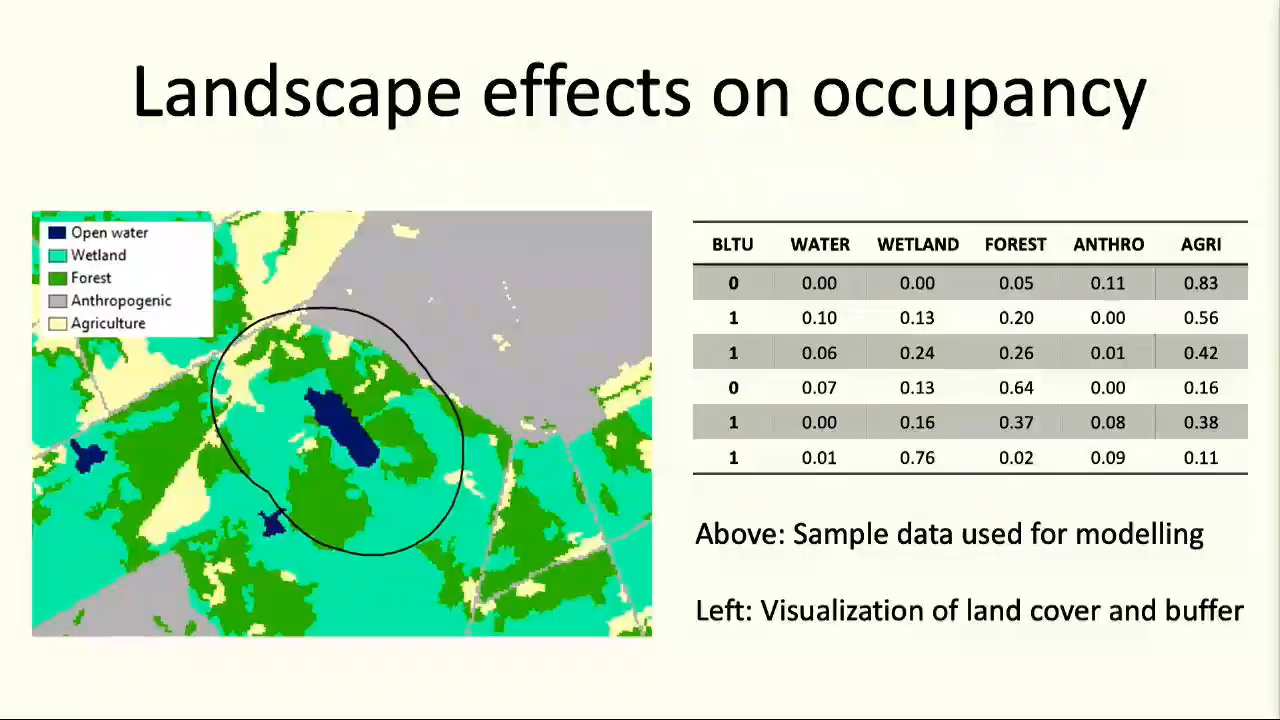 Landscape effects on occupancy
Open water
Wetland
Forest
Anthropogenic
Agriculture
BLTU WATER WETLAND FOREST ANTHRO AGRI
0 0.00 0.00 0.05 0.11 0.83
1 0.10 0.13 0.20 0.00 0.56
1 0.06 0.24 0.26 0.01 0.42
0 0.07 0.13 0.64 0.00 0.16
1 0.00 0.16 0.37 0.08 0.38
1 0.01 0.76 0.02 0.09 0.11
Above: Sample data used for modelling
Left: Visualization of land cover and buffer